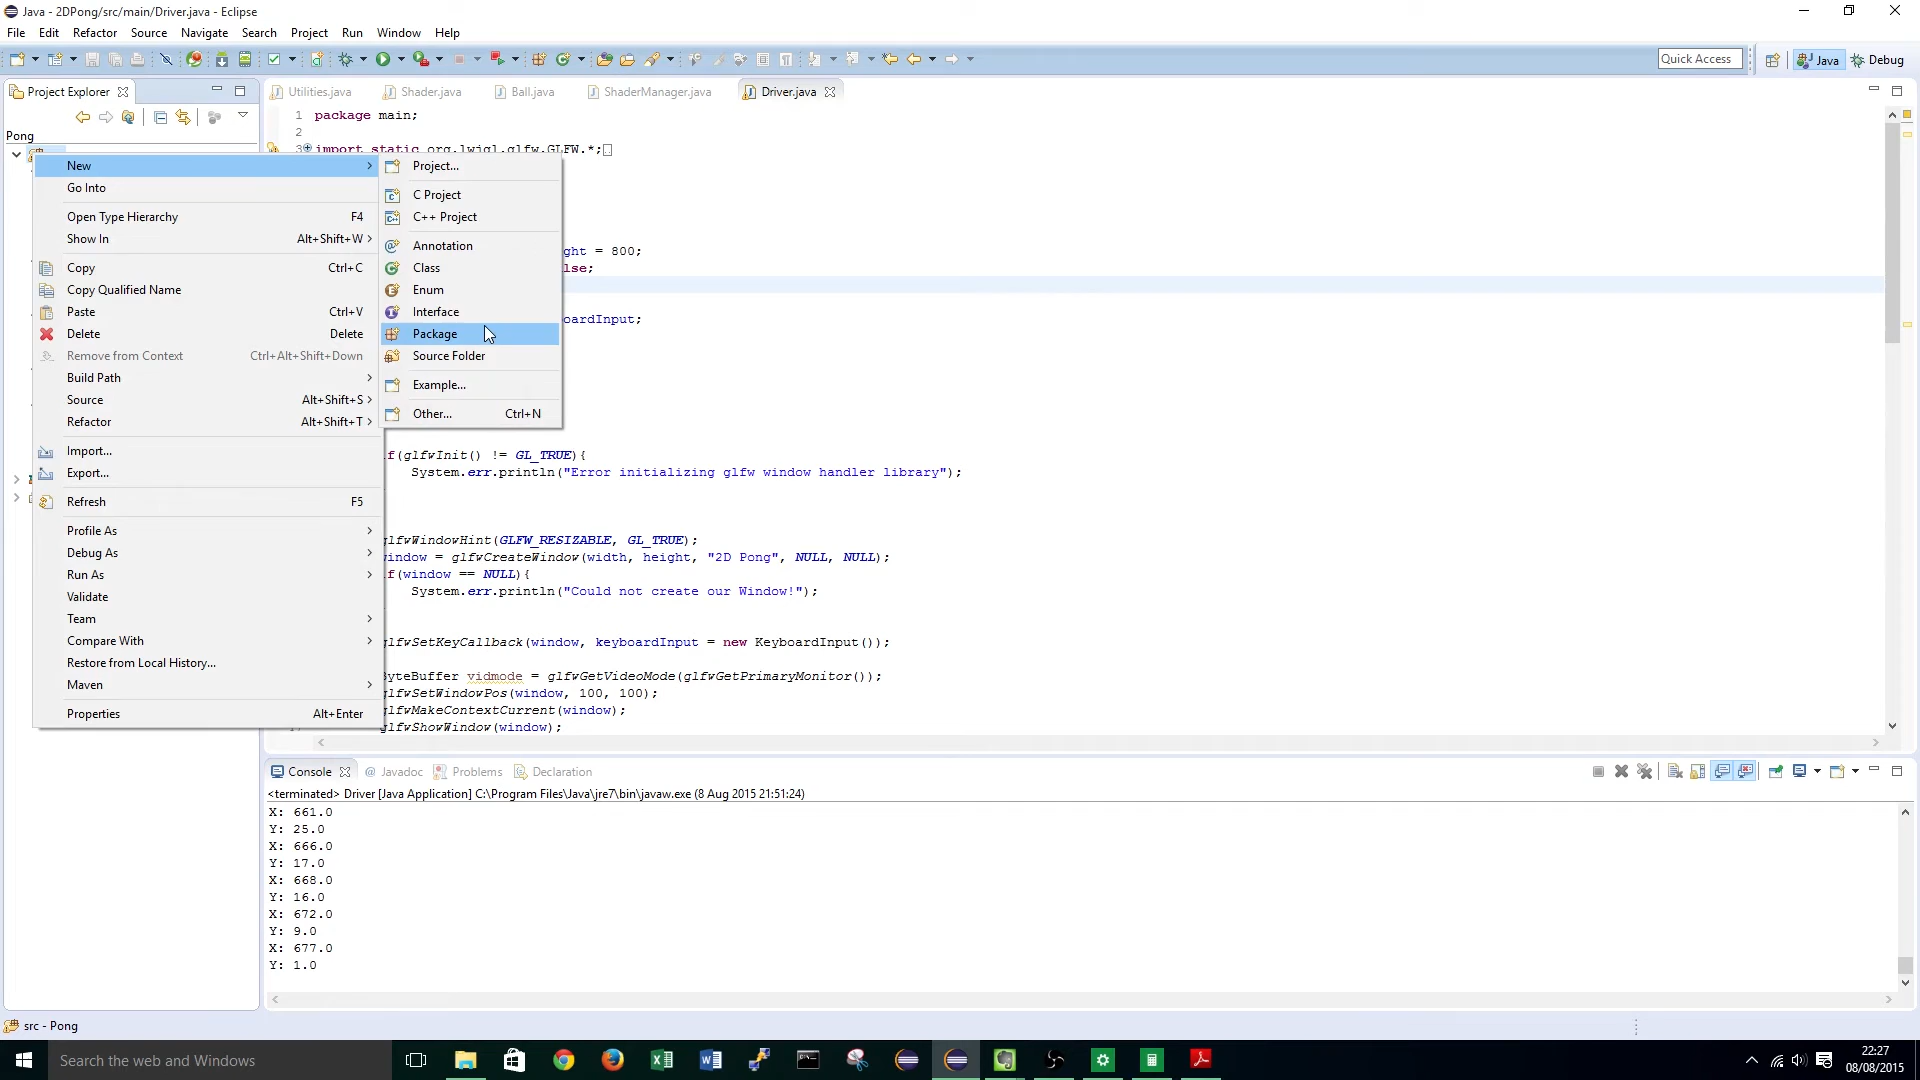 Java - 2DPong/src/main/Driver.java - Eclipse
File Edit Refactor Source Navigate Search Project Run Window Help
Quick Access Java Debug
Project Explorer
Utilities.java Shader.java Ball.java ShaderManager.java Driver.java
Pong
1 package main;
2
3 import static org.lwjgl.glfw.GLFW.*;
New
Go Into
Open Type Hierarchy F4
Show In Alt+Shift+W
Copy Ctrl+C
Copy Qualified Name
Paste Ctrl+V
Delete Delete
Remove from Context Ctrl+Alt+Shift+Down
Build Path
Source Alt+Shift+S
Refactor Alt+Shift+T
Import...
Export...
Refresh F5
Profile As
Debug As
Run As
Validate
Team
Compare With
Restore from Local History...
Maven
Properties Alt+Enter
Project...
C Project
C++ Project
Annotation
Class
Enum
Interface
Package
Source Folder
Example...
Other... Ctrl+N
ght = 800;
lse;
oardInput;
f(glfwInit() != GL_TRUE){
System.err.println("Error initializing glfw window handler library");
glfwWindowHint(GLFW_RESIZABLE, GL_TRUE);
window = glfwCreateWindow(width, height, "2D Pong", NULL, NULL);
f(window == NULL){
System.err.println("Could not create our Window!");
glfwSetKeyCallback(window, keyboardInput = new KeyboardInput());
ByteBuffer vidmode = glfwGetVideoMode(glfwGetPrimaryMonitor());
glfwSetWindowPos(window, 100, 100);
glfwMakeContextCurrent(window);
glfwShowWindow(window);
Console Javadoc Problems Declaration
<terminated> Driver [Java Application] C:\Program Files\Java\jre7\bin\javaw.exe (8 Aug 2015 21:51:24)
X: 661.0
Y: 25.0
X: 666.0
Y: 17.0
X: 668.0
Y: 16.0
X: 672.0
Y: 9.0
X: 677.0
Y: 1.0
src - Pong
Search the web and Windows
22:27
08/08/2015